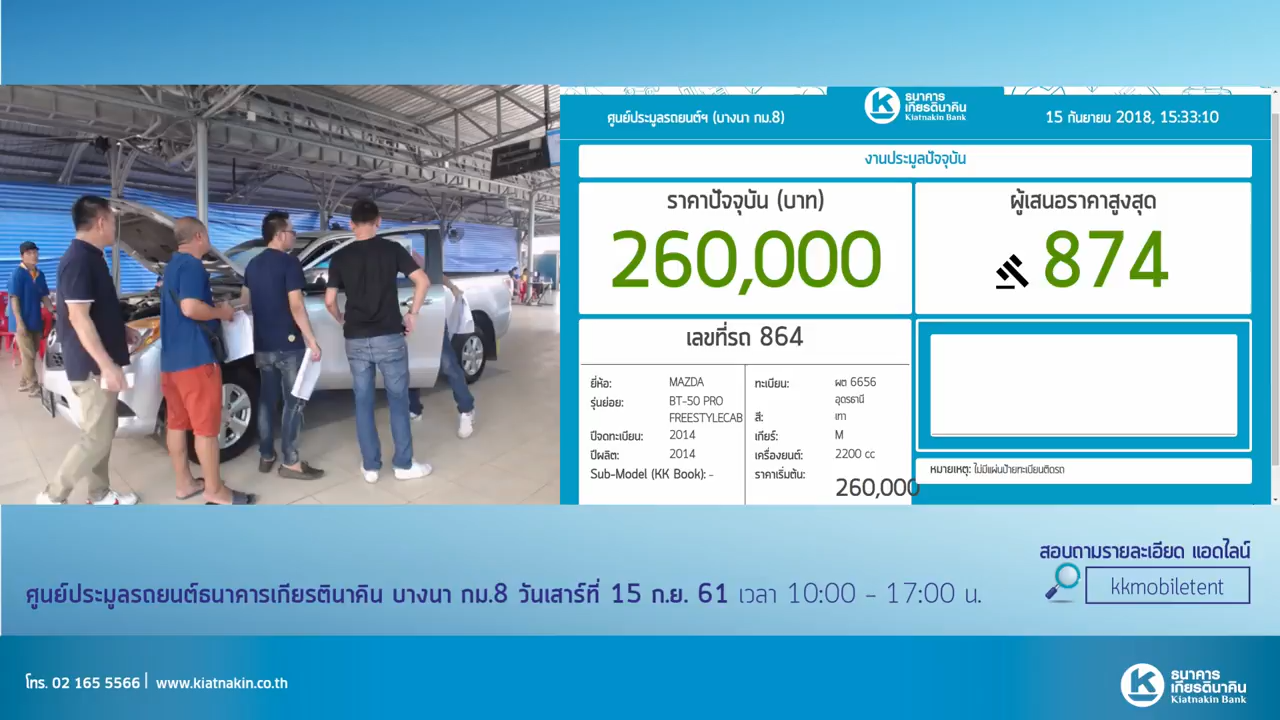 ศูนย์ประมูลรถยนต์ฯ (บางนา กม.8)
ธนาคาร
เกียรตินาคิน
Kiatnakin Bank
15 กันยายน 2018, 15:33:10
งานประมูลปัจจุบัน
ราคาปัจจุบัน (บาท)
260,000
ผู้เสนอราคาสูงสุด
874
เลขที่รถ 864
ยี่ห้อ: MAZDA
รุ่นย่อย: BT-50 PRO
FREESTYLECAB
ปีจดทะเบียน: 2014
ปีผลิต: 2014
Sub-Model (KK Book): -
ทะเบียน: ผต 6656
อุดรธานี
สี: เทา
เกียร์: M
เครื่องยนต์: 2200 cc
ราคาเริ่มต้น:
260,000
หมายเหตุ: ไม่มีแผ่นป้ายทะเบียนติดรถ
สอบถามรายละเอียด แอดไลน์
kkmobiletent
ศูนย์ประมูลรถยนต์ธนาคารเกียรตินาคิน บางนา กม.8 วันเสาร์ที่ 15 ก.ย. 61 เวลา 10:00 - 17:00 น.
โทร. 02 165 5566 | www.kiatnakin.co.th
ธนาคาร
เกียรตินาคิน
Kiatnakin Bank